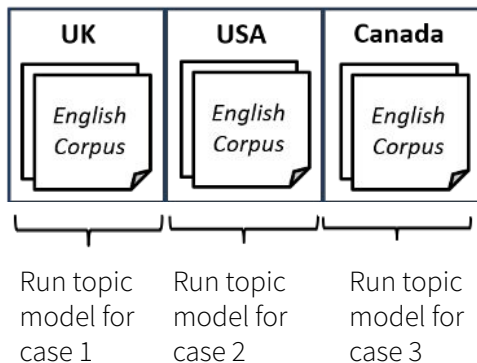 UK
English
Corpus
USA
English
Corpus
Canada
English
Corpus
Run topic
model for
case 1
Run topic
model for
case 2
Run topic
model for
case 3